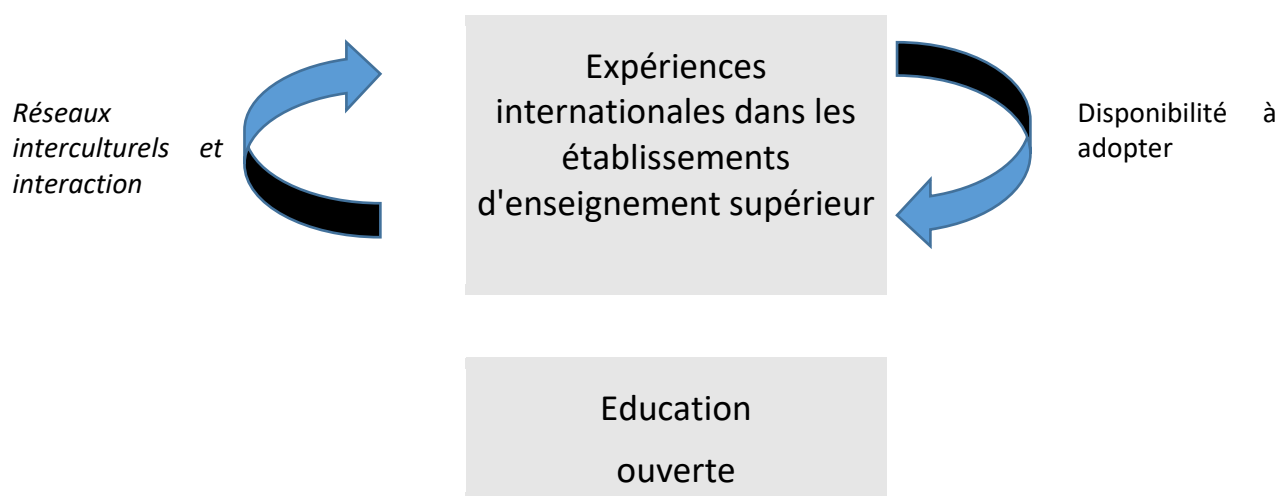 Réseaux
interculturels et
interaction
Expériences
internationales dans les
établissements
d'enseignement supérieur
Disponibilité à
adopter
Education
ouverte